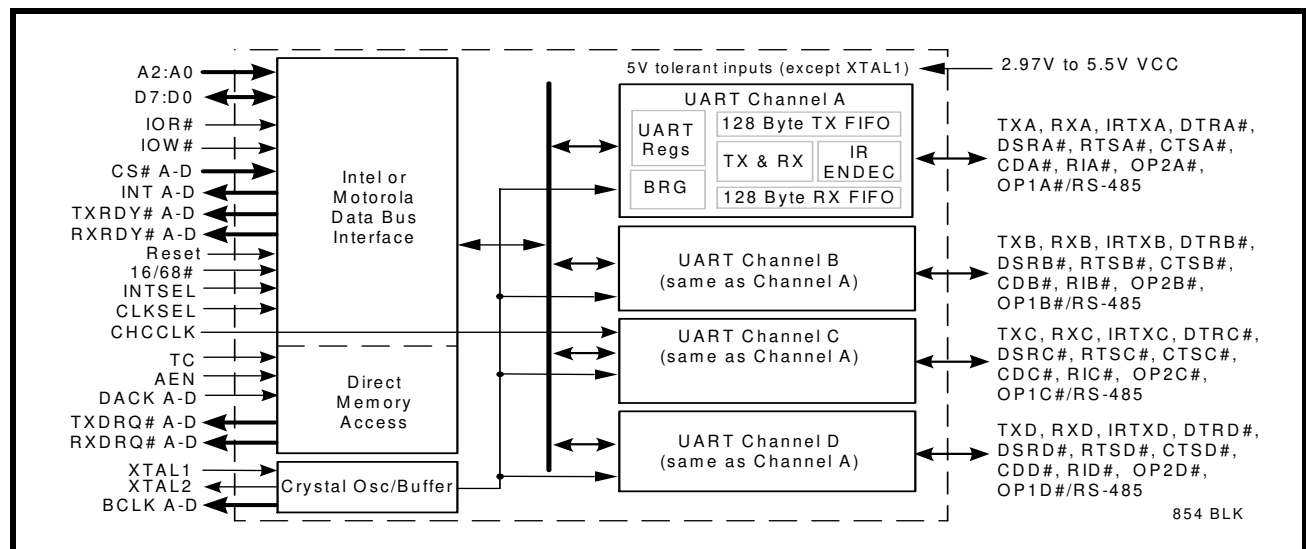 A2:A0
D7:D0
IOR#
IOW#
CS# A-D
INT A-D
TXRDY# A-D
RXRDY# A-D
Reset
16/68#
INTSEL
CLKSEL
CHCCLK
TC
AEN
DACK A-D
TXDRQ# A-D
RXDRQ# A-D
XTAL1
XTAL2
BCLK A-D
Intel or
Motorola
Data Bus
Interface
Direct
Memory
Access
Crystal Osc/Buffer
5V tolerant inputs (except XTAL1)
2.97V to 5.5V VCC
UART Channel A
UART
Regs
BRG
128 Byte TX FIFO
TX & RX
IR
ENDEC
128 Byte RX FIFO
TXA, RXA, IRTXA, DTRA#,
DSRA#, RTSA#, CTSA#,
CDA#, RIA#, OP2A#,
OP1A#/RS-485
UART Channel B
(same as Channel A)
TXB, RXB, IRTXB, DTRB#,
DSRB#, RTSB#, CTSB#,
CDB#, RIB#, OP2B#,
OP1B#/RS-485
UART Channel C
(same as Channel A)
TXC, RXC, IRTXC, DTRC#,
DSRC#, RTSC#, CTSC#,
CDC#, RIC#, OP2C#,
OP1C#/RS-485
UART Channel D
(same as Channel A)
TXD, RXD, IRTXD, DTRD#,
DSRD#, RTSD#, CTSD#,
CDD#, RID#, OP2D#,
OP1D#/RS-485
854 BLK